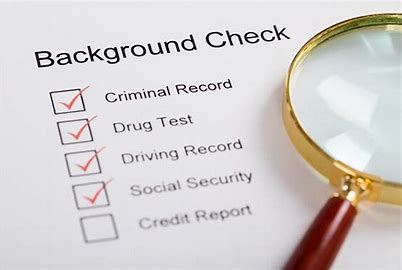 Background Check
Criminal Record
Drug Test
Driving Record
Social Security
Credit Report